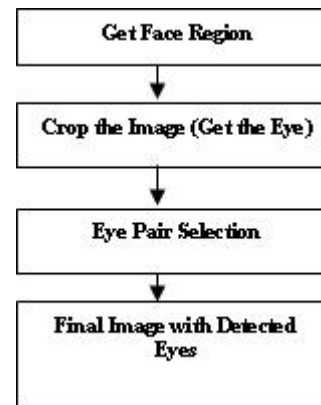 Get Face Region
Crop the Image (Get the Eye)
Eye Pair Selection
Final Image with Detected
Eyes